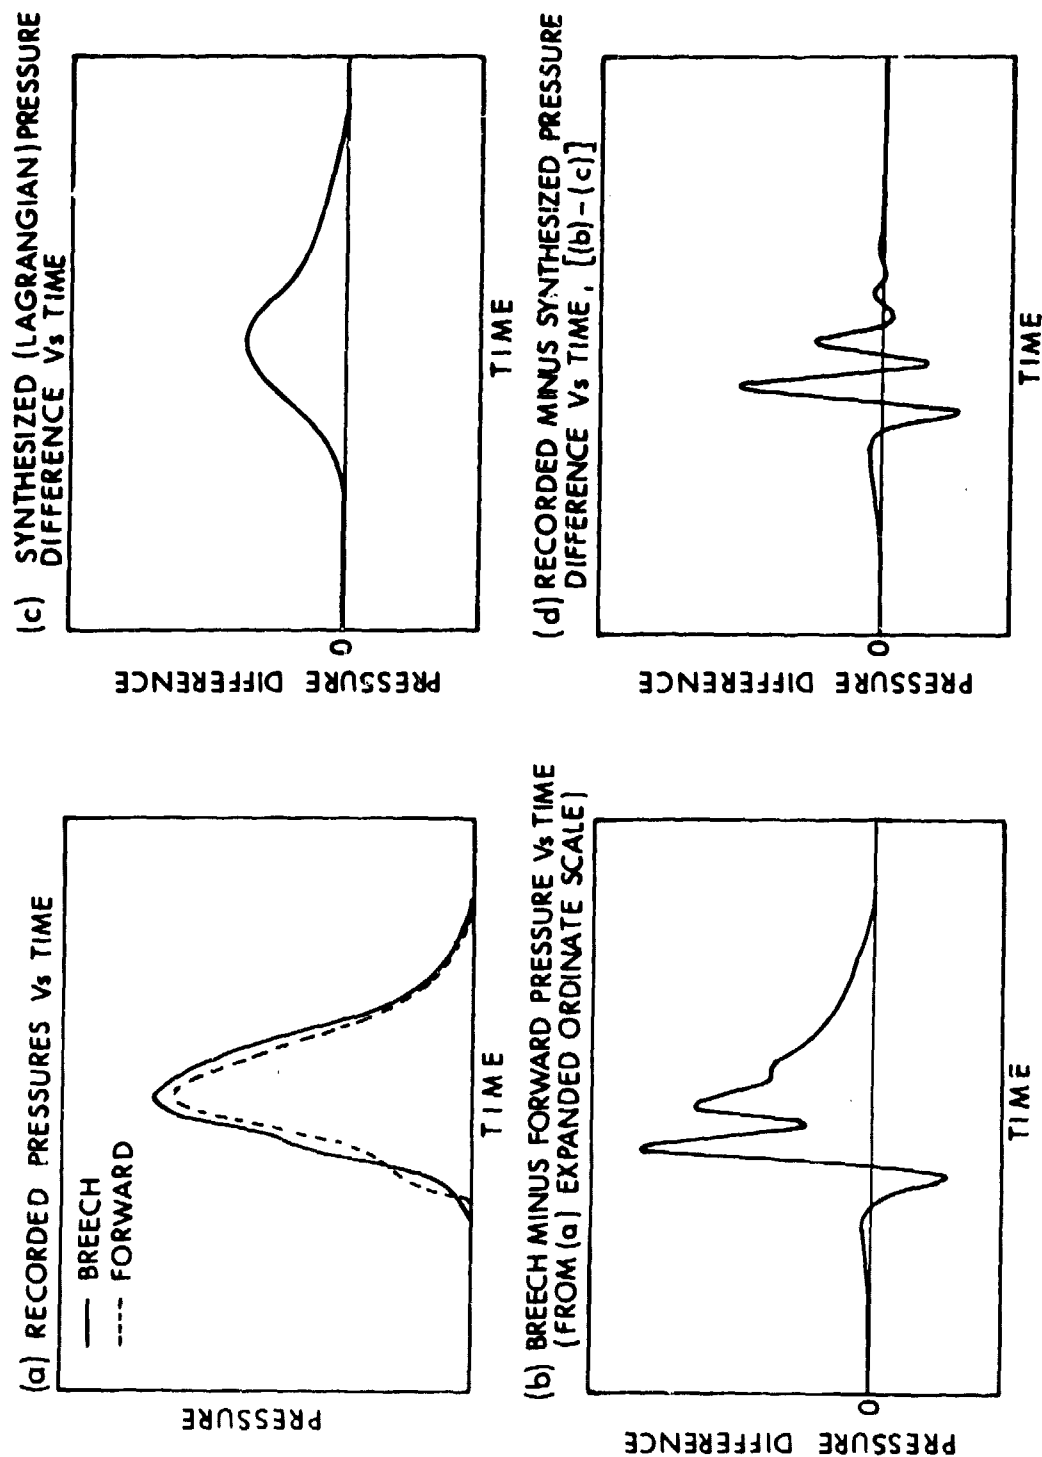 (a) RECORDED PRESSURES Vs TIME
BREECH
FORWARD
PRESSURE
TIME
(b) BREECH MINUS FORWARD PRESSURE Vs TIME
(FROM (a) EXPANDED ORDINATE SCALE)
PRESSURE DIFFERENCE
0
TIME
(c) SYNTHESIZED (LAGRANGIAN) PRESSURE
DIFFERENCE Vs TIME
PRESSURE DIFFERENCE
0
TIME
(d) RECORDED MINUS SYNTHESIZED PRESSURE
DIFFERENCE Vs TIME, [(b)-(c)]
PRESSURE DIFFERENCE
0
TIME